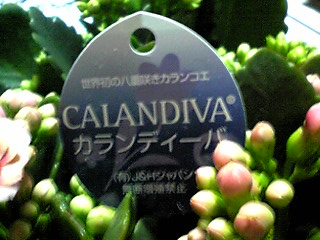 世界初の八重咲きカランコエ
CALANDIVA®
カランディーバ
(有)J&Hジャパン
無断増殖禁止